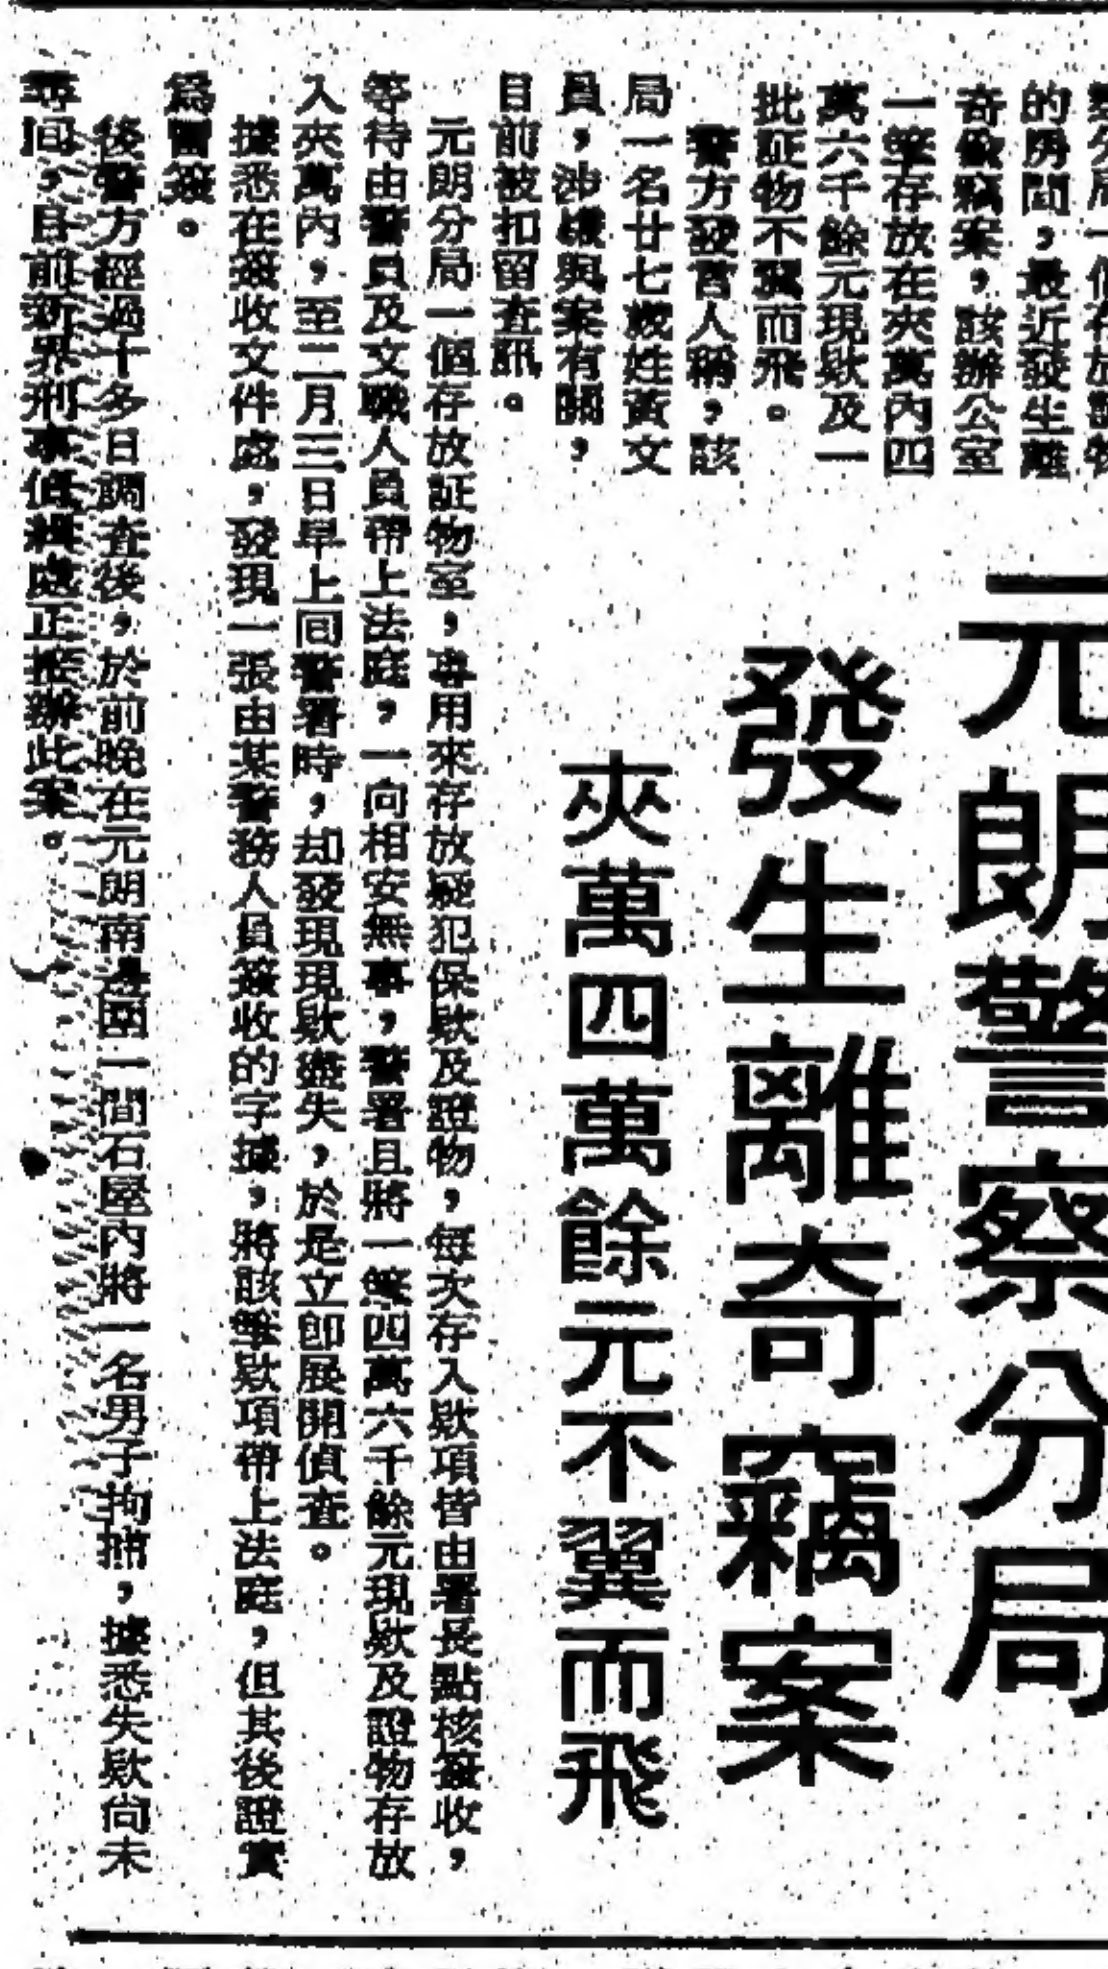 元朗警察分局
發生離奇竊案
夾萬四萬餘元不翼而飛
的房間，最近發生離
奇竊案，該辦公室
一筆存放在夾萬內四
萬六千餘元現欵及一
批証物不翼而飛。
警方發言人稱，該
局一名廿七歲姓黃文
員，涉嫌與案有關，
目前被扣留查訊。
元朗分局一個存放証物室，專用來存放疑犯保欵及證物，每次存入欵項皆由署長點核簽收，
等待由警員及文職人員帶上法庭，一向相安無事，警署且將一筆四萬六千餘元現欵及證物存放
入夾萬內，至二月三日早上回警署時，却發現現欵盡失，於是立卽展開偵查。
據悉在簽收文件處，發現一張由某警務人員簽收的字據，將該筆欵項帶上法庭，但其後證實
爲冒簽。
後警方經過十多日調查後，於前晚在元朗南邊圍一間石屋內將一名男子拘捕，據悉失欵尚未
尋回，目前新界刑事偵緝處正接辦此案。